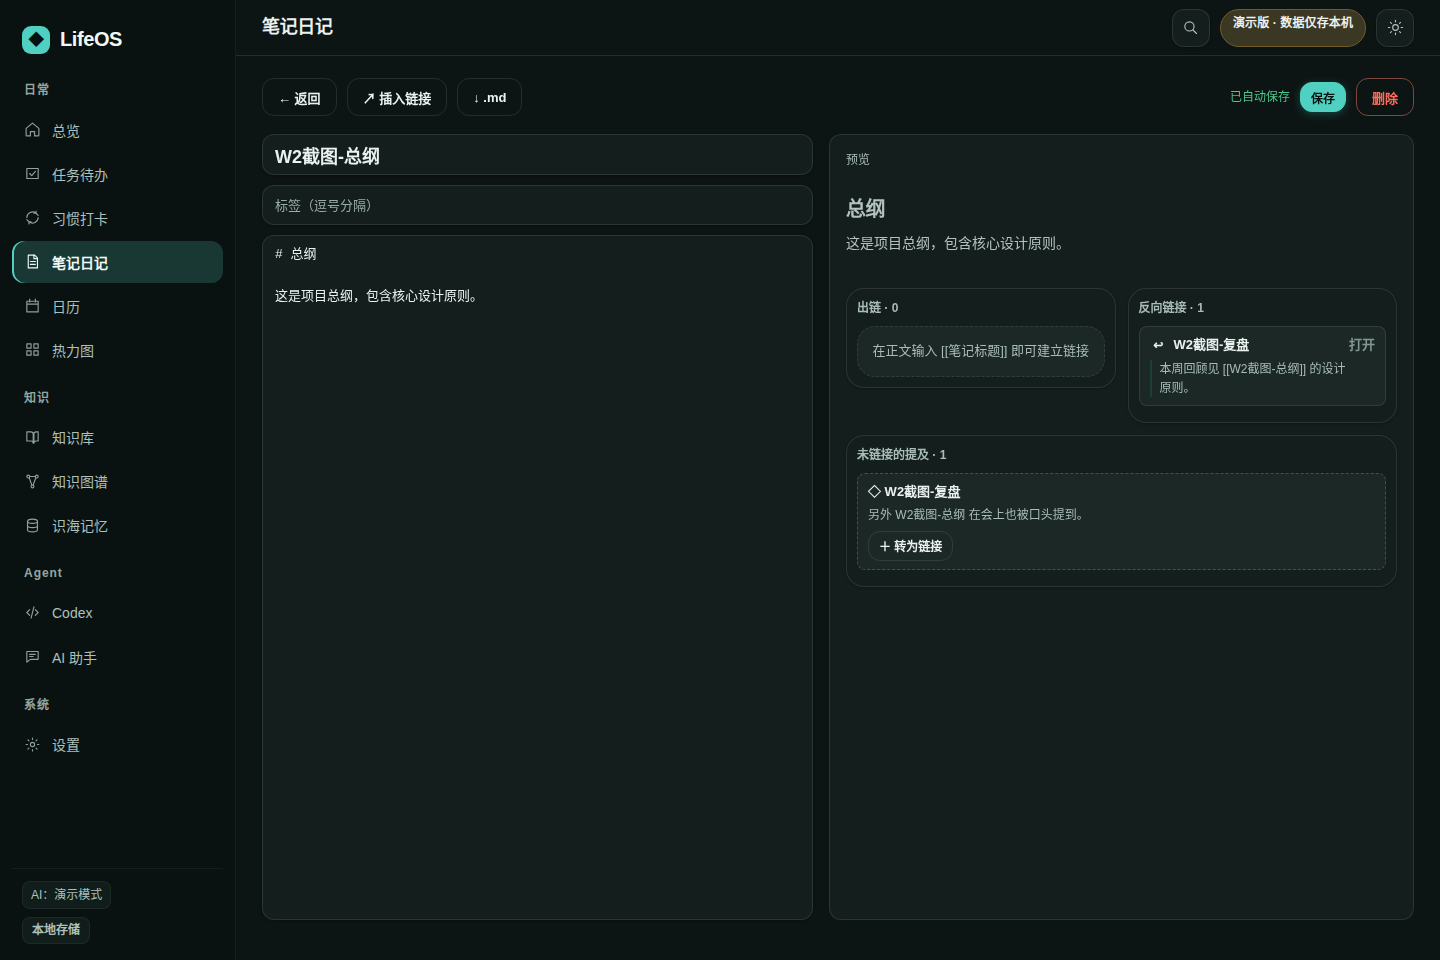 LifeOS
日常
总览
任务待办
习惯打卡
笔记日记
日历
热力图
知识
知识库
知识图谱
识海记忆
Agent
Codex
AI 助手
系统
设置
AI：演示模式
本地存储
笔记日记
演示版 · 数据仅存本机
← 返回
↗ 插入链接
↓ .md
已自动保存
保存
删除
W2截图-总纲
标签（逗号分隔）
# 总纲
这是项目总纲，包含核心设计原则。
预览
总纲
这是项目总纲，包含核心设计原则。
出链 · 0
在正文输入 [[笔记标题]] 即可建立链接
反向链接 · 1
↩ W2截图-复盘 打开
本周回顾见 [[W2截图-总纲]] 的设计
原则。
未链接的提及 · 1
◇ W2截图-复盘
另外 W2截图-总纲 在会上也被口头提到。
＋ 转为链接